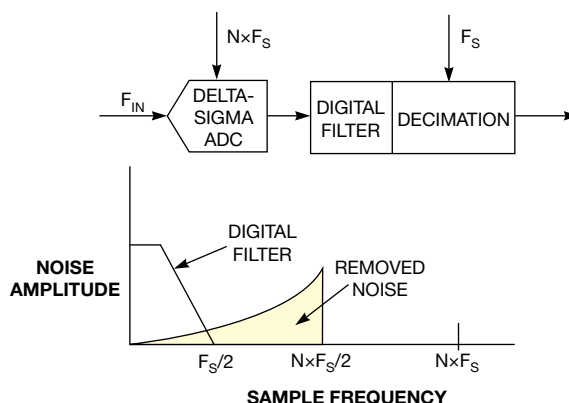 N×F_S
F_S
F_IN
DELTA-
SIGMA
ADC
DIGITAL
FILTER
DECIMATION
NOISE
AMPLITUDE
DIGITAL
FILTER
REMOVED
NOISE
F_S/2
N×F_S/2
N×F_S
SAMPLE FREQUENCY